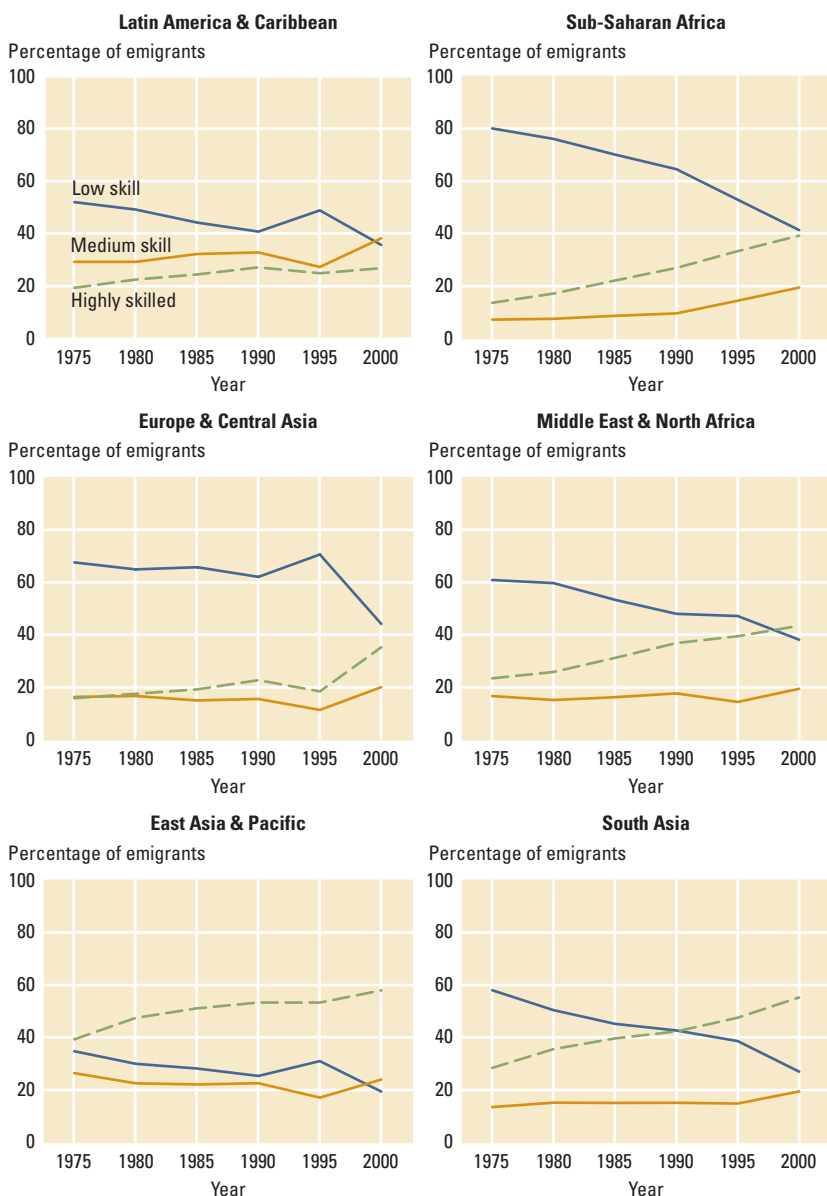 Latin America & Caribbean
Percentage of emigrants
100
80
60
40
20
0
Low skill
Medium skill
Highly skilled
1975 1980 1985 1990 1995 2000
Year
Sub-Saharan Africa
Percentage of emigrants
100
80
60
40
20
0
1975 1980 1985 1990 1995 2000
Year
Europe & Central Asia
Percentage of emigrants
100
80
60
40
20
0
1975 1980 1985 1990 1995 2000
Year
Middle East & North Africa
Percentage of emigrants
100
80
60
40
20
0
1975 1980 1985 1990 1995 2000
Year
East Asia & Pacific
Percentage of emigrants
100
80
60
40
20
0
1975 1980 1985 1990 1995 2000
Year
South Asia
Percentage of emigrants
100
80
60
40
20
0
1975 1980 1985 1990 1995 2000
Year